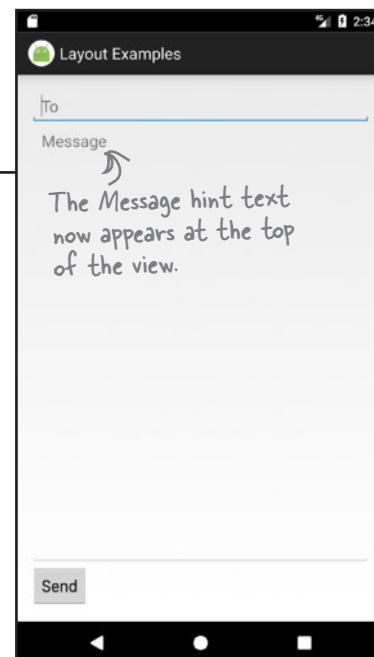 2:34
Layout Examples
To
Message
The Message hint text
now appears at the top
of the view.
Send